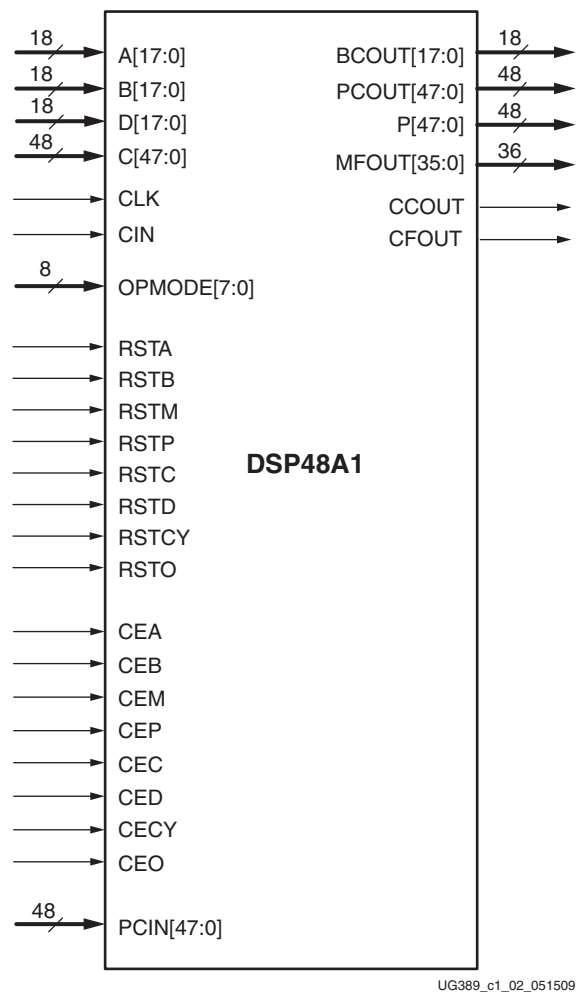 18
A[17:0]
18
B[17:0]
18
D[17:0]
48
C[47:0]
CLK
CIN
8
OPMODE[7:0]
RSTA
RSTB
RSTM
RSTP
RSTC
RSTD
RSTCY
RSTO
CEA
CEB
CEM
CEP
CEC
CED
CECY
CEO
48
PCIN[47:0]
DSP48A1
BCOUT[17:0]
18
PCOUT[47:0]
48
P[47:0]
48
MFOUT[35:0]
36
CCOUT
CFOUT
UG389_c1_02_051509